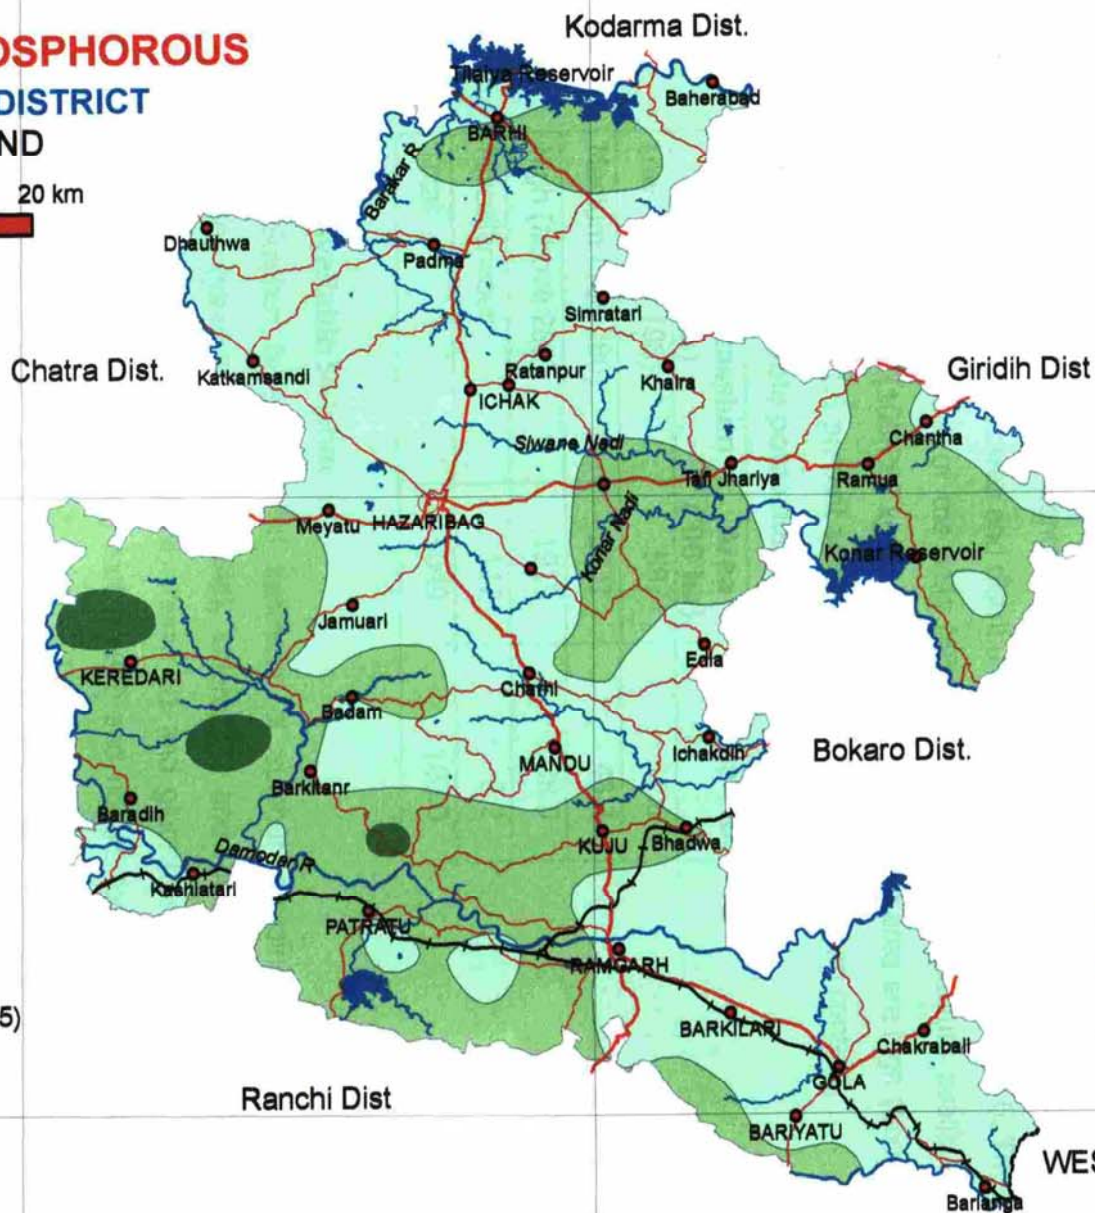 Kodarma Dist.
OSPHOROUS
DISTRICT
ND
20 km
Tilaiya Reservoir
Baherabad
BARHI
Barakar R.
Dhauthwa
Padma
Simratari
Chatra Dist.
Katkamsandi
Ratanpur
Khaira
Giridih Dist
ICHAK
Chantha
Siwane Nadi
Tafi Jhariya
Ramua
Meyatu
HAZARIBAG
Konar Nadi
Konar Reservoir
Jamuari
KEREDARI
Edla
Charhi
Badam
Ichakdih
Bokaro Dist.
MANDU
Barkitanr
Baradih
KUJU
Bhadwa
Damodar R.
Kashiatari
PATRATU
RAMGARH
5)
BARKILARI
Chakrabali
GOLA
Ranchi Dist
BARIYATU
WES
Barlanga